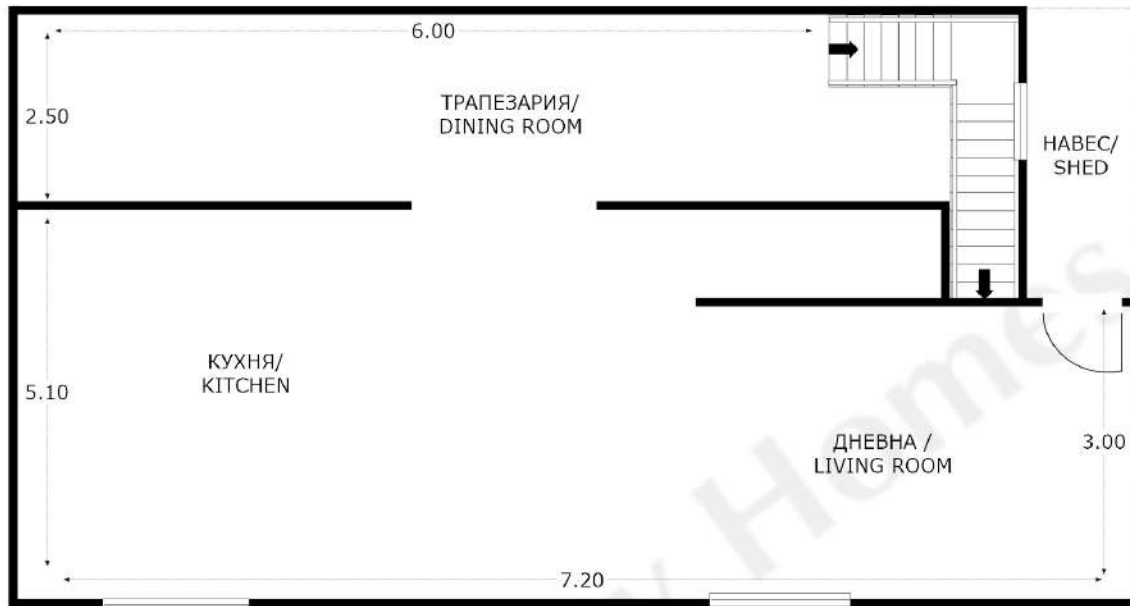 6.00
2.50
ТРАПЕЗАРИЯ/
DINING ROOM
НАВЕС/
SHED
КУХНЯ/
KITCHEN
5.10
ДНЕВНА /
LIVING ROOM
3.00
7.20
y Homes